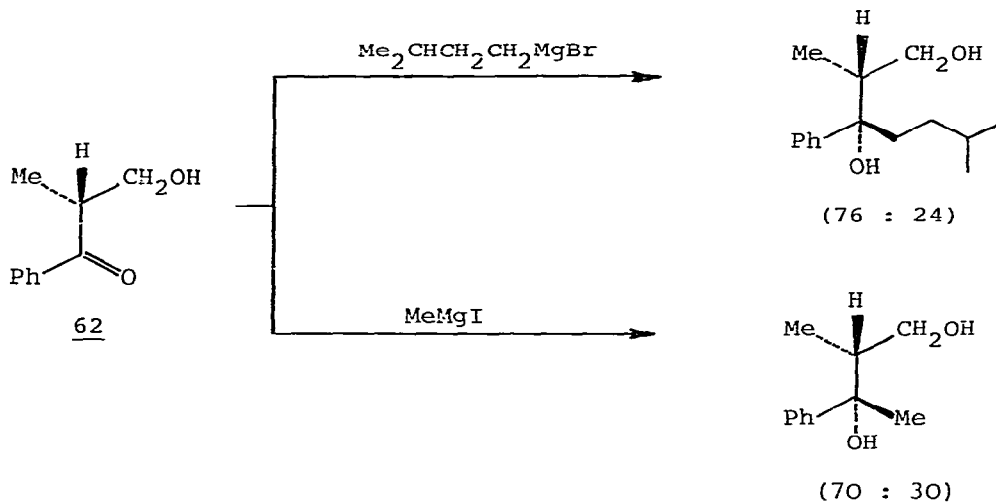 Me₂CHCH₂CH₂MgBr
H
Me
CH₂OH
Ph
OH
(76 : 24)
H
Me
CH₂OH
Ph
O
62
MeMgI
H
Me
CH₂OH
Ph
Me
OH
(70 : 30)